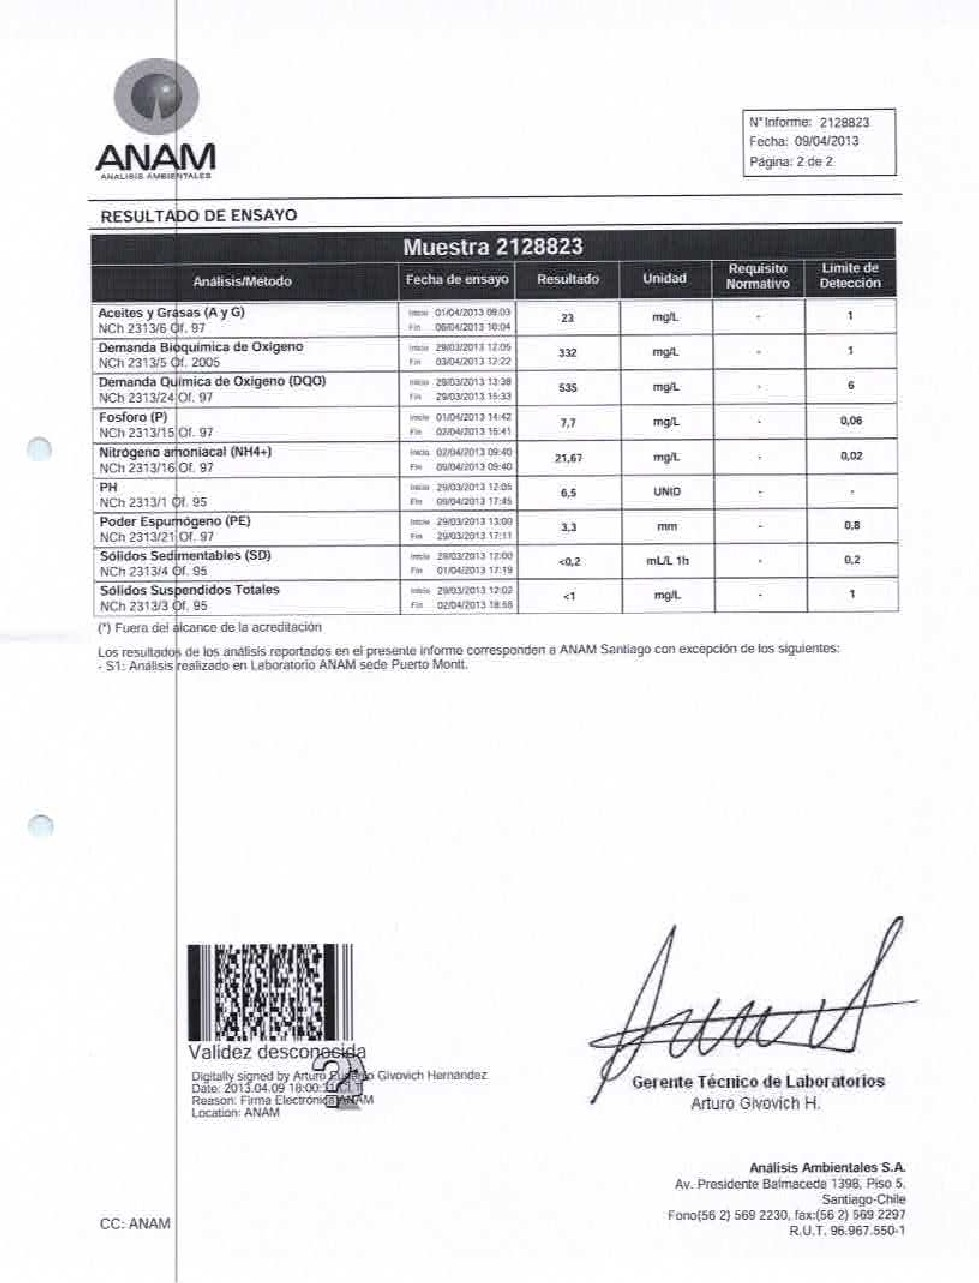 ANAM
ANALISIS AMBIENTALES
N° Informe: 2128823
Fecha: 09/04/2013
Página: 2 de 2
RESULTADO DE ENSAYO
Muestra 2128823
Análisis/Metodo Fecha de ensayo Resultado Unidad Requisito Normativo Limite de Detección
Aceites y Grasas (A y G) Inicio 01/04/2013 09:00 23 mg/L - 1
NCh 2313/6 Of. 97 Fin 06/04/2013 16:04
Demanda Bioquimica de Oxigeno Inicio 29/03/2013 12:05 332 mg/L - 1
NCh 2313/5 Of. 2005 Fin 03/04/2013 12:22
Demanda Quimica de Oxigeno (DQO) Inicio 29/03/2013 13:38 535 mg/L - 6
NCh 2313/24 Of. 97 Fin 29/03/2013 15:33
Fosforo (P) Inicio 01/04/2013 14:42 7,7 mg/L - 0,06
NCh 2313/15 Of. 97 Fin 02/04/2013 15:41
Nitrógeno amoniacal (NH4+) Inicio 02/04/2013 09:40 21,67 mg/L - 0,02
NCh 2313/16 Of. 97 Fin 09/04/2013 09:40
PH Inicio 29/03/2013 12:05 6,5 UNID - -
NCh 2313/1 Of. 95 Fin 09/04/2013 17:45
Poder Espumógeno (PE) Inicio 29/03/2013 13:00 3,3 mm - 0,8
NCh 2313/21 Of. 97 Fin 29/03/2013 17:11
Sólidos Sedimentables (SD) Inicio 29/03/2013 12:00 <0,2 mL/L 1h - 0,2
NCh 2313/4 Of. 95 Fin 01/04/2013 17:19
Sólidos Suspendidos Totales Inicio 29/03/2013 12:02 <1 mg/L - 1
NCh 2313/3 Of. 95 Fin 02/04/2013 18:56
(*) Fuera del alcance de la acreditación
Los resultados de los análisis reportados en el presente informe corresponden a ANAM Santiago con excepción de los siguientes:
- S1: Análisis realizado en Laboratorio ANAM sede Puerto Montt.
Validez desconocida
Digitally signed by Arturo Givovich Hernandez
Date: 2013.04.09 18:00
Reason: Firma Electrónica ANAM
Location: ANAM
Gerente Técnico de Laboratorios
Arturo Givovich H.
Análisis Ambientales S.A.
Av. Presidente Balmaceda 1398, Piso 5.
Santiago-Chile
Fono(56 2) 569 2230, fax:(56 2) 569 2297
R.U.T. 96.967.550-1
CC: ANAM